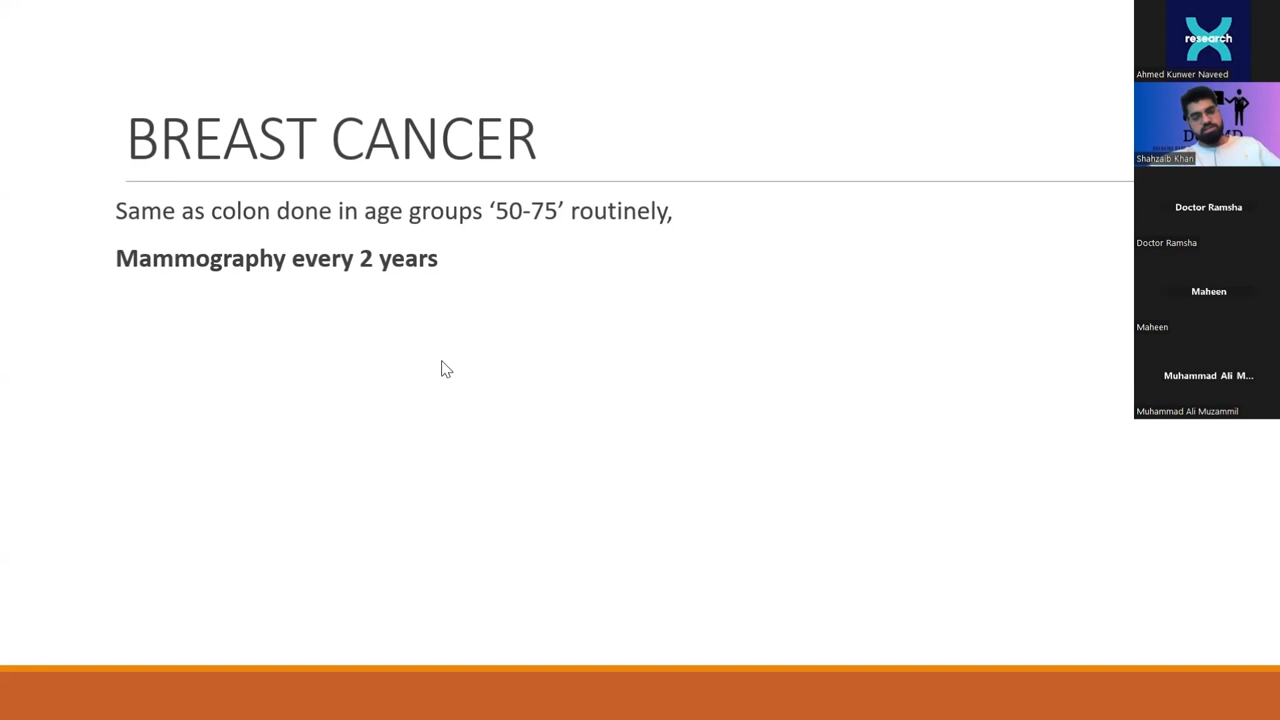 BREAST CANCER
Same as colon done in age groups ‘50-75’ routinely,
Mammography every 2 years
research
Ahmed Kunwer Naveed
Shahzaib Khan
Doctor Ramsha
Doctor Ramsha
Maheen
Maheen
Muhammad Ali M...
Muhammad Ali Muzammil